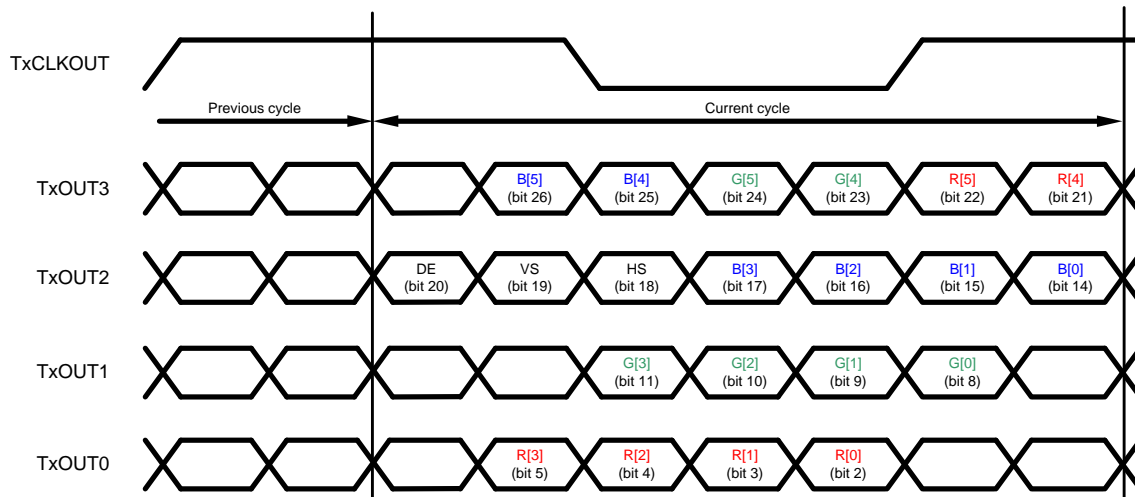 TxCLKOUT
Previous cycle
Current cycle
TxOUT3
B[5]
(bit 26)
B[4]
(bit 25)
G[5]
(bit 24)
G[4]
(bit 23)
R[5]
(bit 22)
R[4]
(bit 21)
TxOUT2
DE
(bit 20)
VS
(bit 19)
HS
(bit 18)
B[3]
(bit 17)
B[2]
(bit 16)
B[1]
(bit 15)
B[0]
(bit 14)
TxOUT1
G[3]
(bit 11)
G[2]
(bit 10)
G[1]
(bit 9)
G[0]
(bit 8)
TxOUT0
R[3]
(bit 5)
R[2]
(bit 4)
R[1]
(bit 3)
R[0]
(bit 2)